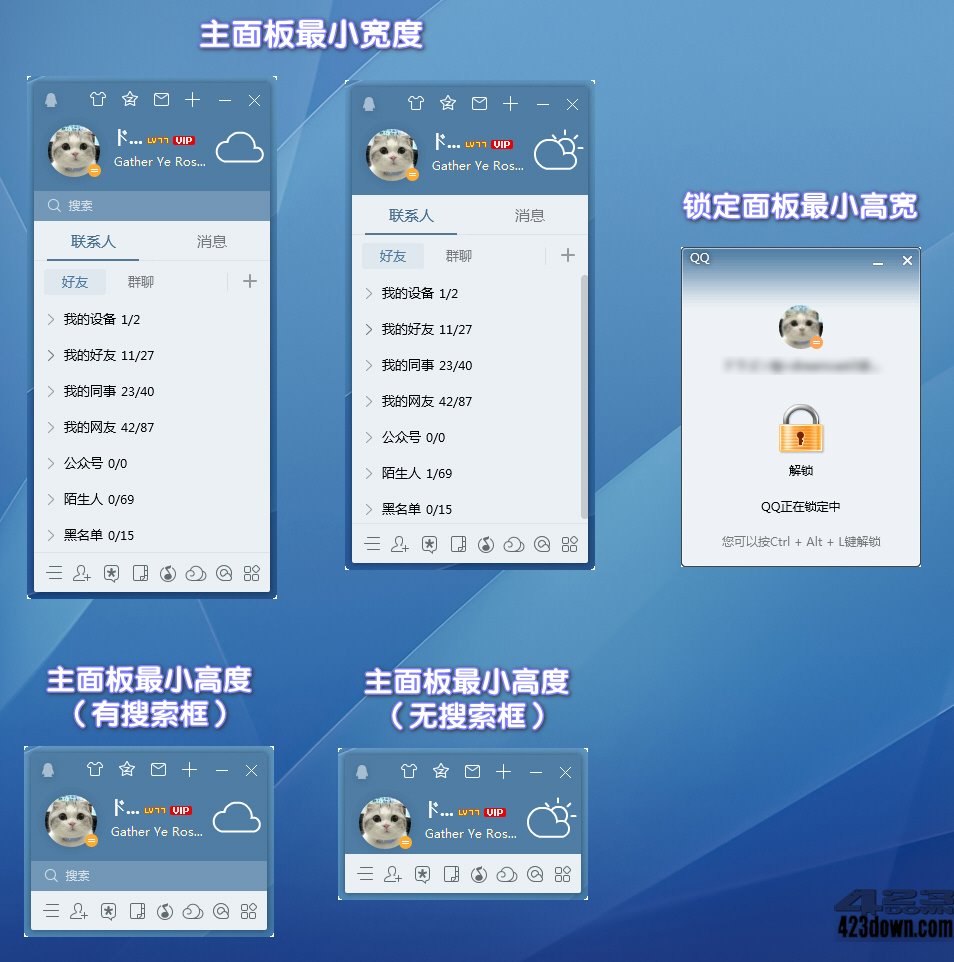 主面板最小宽度
ド... LV77 VIP
Gather Ye Ros...
搜索
联系人 消息
好友 群聊
我的设备 1/2
我的好友 11/27
我的同事 23/40
我的网友 42/87
公众号 0/0
陌生人 0/69
黑名单 0/15
ド... LV77 VIP
Gather Ye Ros...
联系人 消息
好友 群聊
我的设备 1/2
我的好友 11/27
我的同事 23/40
我的网友 42/87
公众号 0/0
陌生人 1/69
黑名单 0/15
锁定面板最小高宽
QQ
解锁
QQ正在锁定中
您可以按Ctrl + Alt + L键解锁
主面板最小高度
（有搜索框）
ド... LV77 VIP
Gather Ye Ros...
搜索
主面板最小高度
（无搜索框）
ド... LV77 VIP
Gather Ye Ros...
423DOWN
423down.com